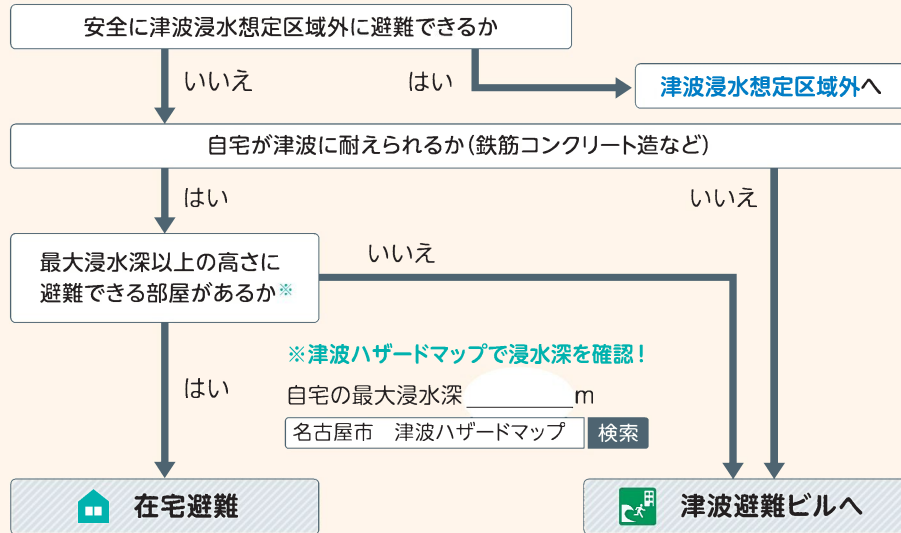 安全に津波浸水想定区域外に避難できるか
いいえ
はい
津波浸水想定区域外へ
自宅が津波に耐えられるか(鉄筋コンクリート造など)
はい
いいえ
最大浸水深以上の高さに
避難できる部屋があるか※
いいえ
※津波ハザードマップで浸水深を確認!
はい
自宅の最大浸水深______m
名古屋市 津波ハザードマップ 検索
在宅避難
津波避難ビルへ